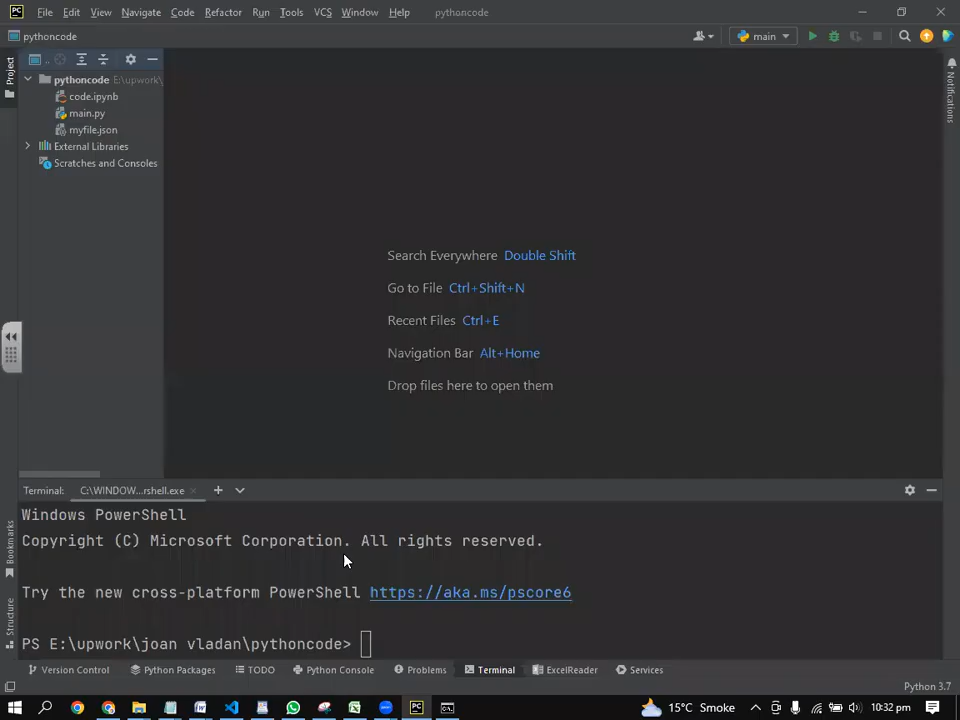 PC File Edit View Navigate Code Refactor Run Tools VCS Window Help pythoncode
pythoncode main
Project
pythoncode E:\upwork\
code.ipynb
main.py
myfile.json
External Libraries
Scratches and Consoles
Notifications
Search Everywhere Double Shift
Go to File Ctrl+Shift+N
Recent Files Ctrl+E
Navigation Bar Alt+Home
Drop files here to open them
Terminal: C:\WINDOW...rshell.exe
Windows PowerShell
Copyright (C) Microsoft Corporation. All rights reserved.
Try the new cross-platform PowerShell https://aka.ms/pscore6
PS E:\upwork\joan vladan\pythoncode>
Bookmarks
Structure
Version Control Python Packages TODO Python Console Problems Terminal ExcelReader Services
Python 3.7
15°C Smoke 10:32 pm